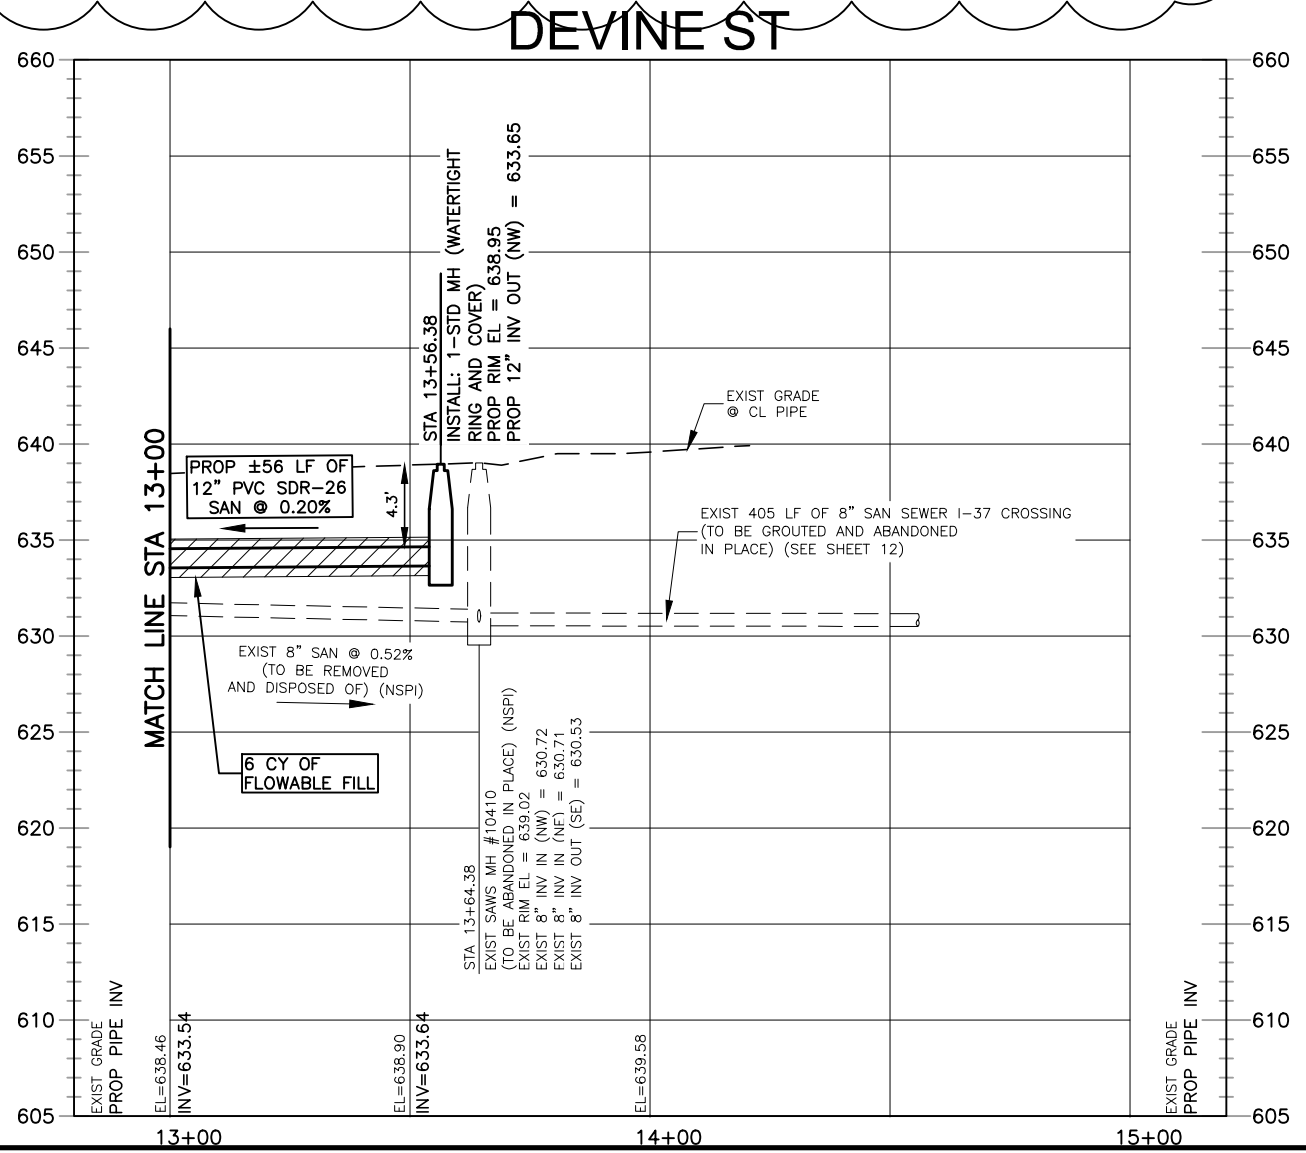 DEVINE ST
660
655
650
645
640
635
630
625
620
615
610
605
660
655
650
645
640
635
630
625
620
615
610
605
MATCH LINE STA 13+00
STA 13+56.38
INSTALL: 1-STD MH (WATERTIGHT
RING AND COVER)
PROP RIM EL = 638.95
PROP 12" INV OUT (NW) = 633.65
EXIST GRADE
@ CL PIPE
PROP ±56 LF OF
12" PVC SDR-26
SAN @ 0.20%
4.3'
EXIST 405 LF OF 8" SAN SEWER I-37 CROSSING
(TO BE GROUTED AND ABANDONED
IN PLACE) (SEE SHEET 12)
EXIST 8" SAN @ 0.52%
(TO BE REMOVED
AND DISPOSED OF) (NSPI)
6 CY OF
FLOWABLE FILL
STA 13+64.38
EXIST SAWS MH #10410
(TO BE ABANDONED IN PLACE) (NSPI)
EXIST RIM EL = 639.02
EXIST 8" INV IN (NW) = 630.72
EXIST 8" INV IN (NE) = 630.71
EXIST 8" INV OUT (SE) = 630.53
EXIST GRADE
PROP PIPE INV
EL=638.46
INV=633.54
EL=638.90
INV=633.64
EL=639.58
EXIST GRADE
PROP PIPE INV
13+00
14+00
15+00